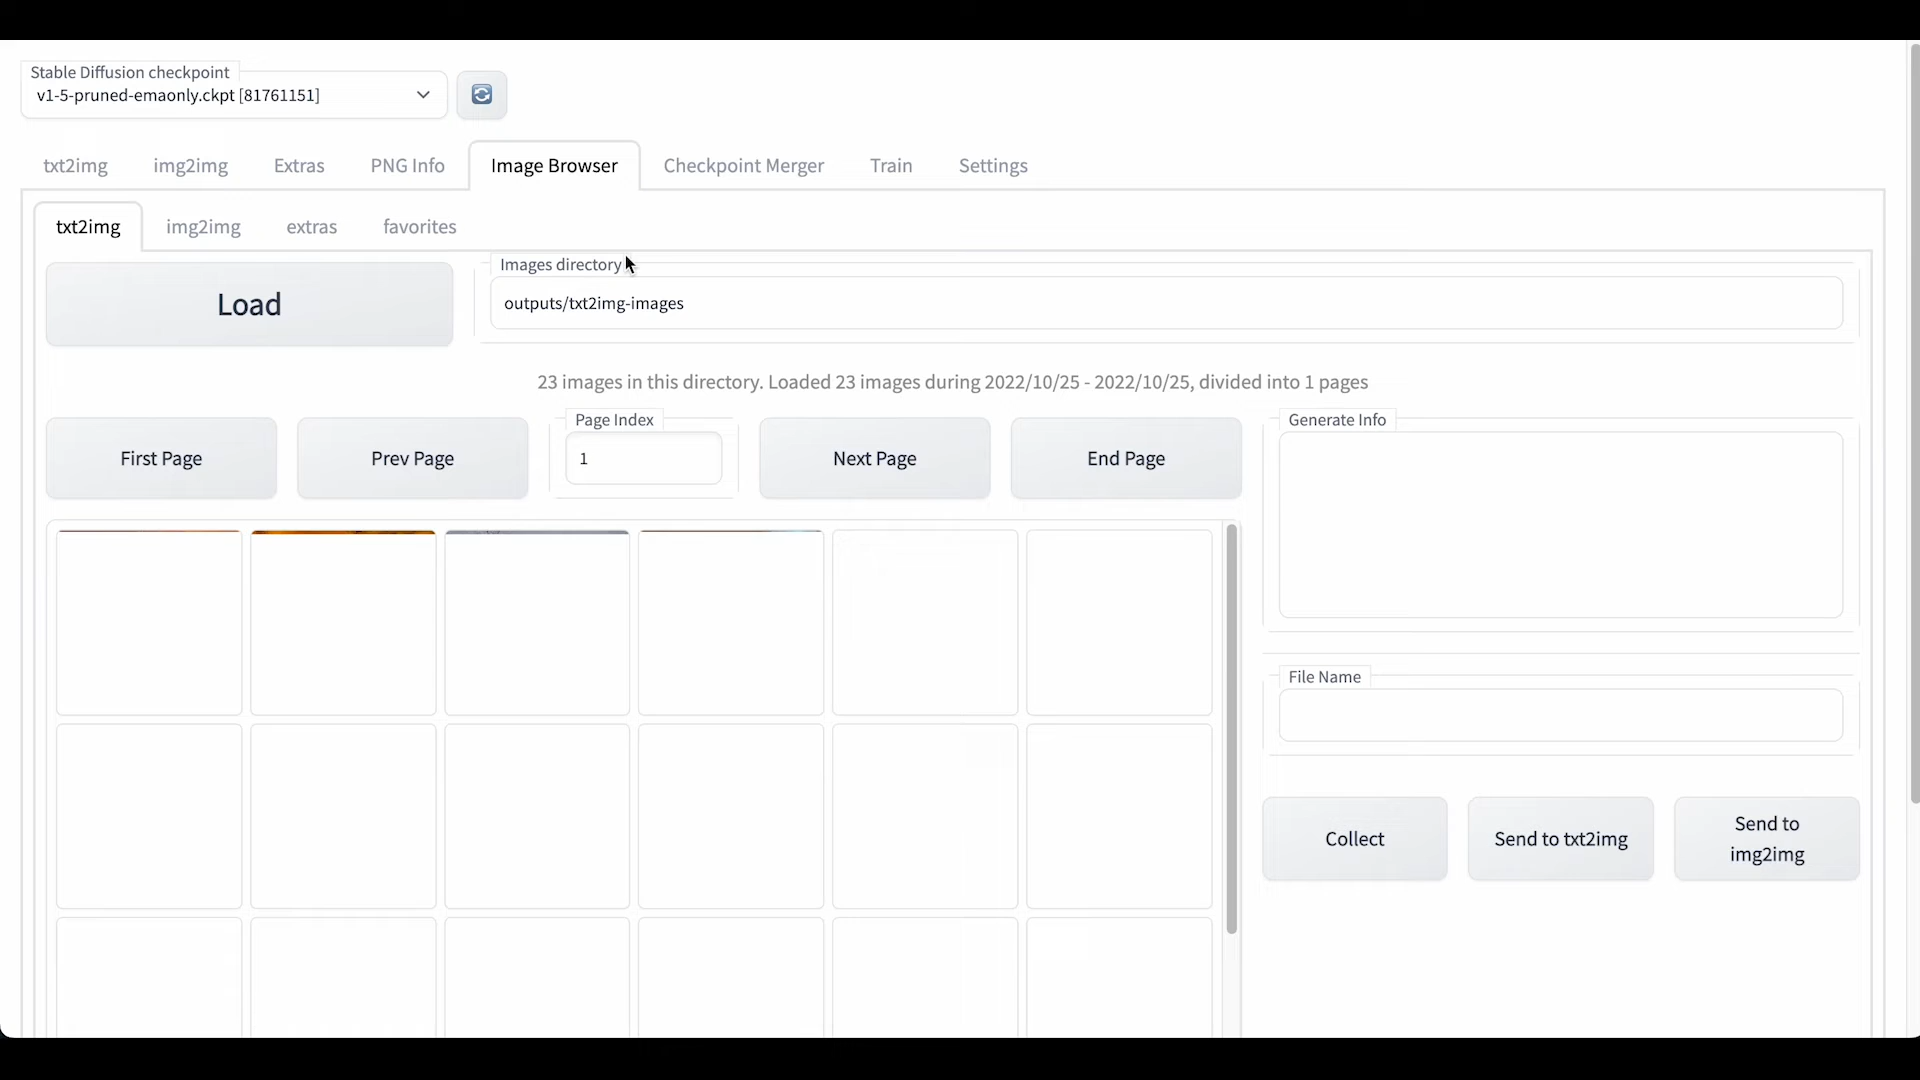 Stable Diffusion checkpoint
v1-5-pruned-emaonly.ckpt [81761151]
txt2img img2img Extras PNG Info Image Browser Checkpoint Merger Train Settings
txt2img img2img extras favorites
Load
Images directory
outputs/txt2img-images
23 images in this directory. Loaded 23 images during 2022/10/25 - 2022/10/25, divided into 1 pages
First Page
Prev Page
Page Index
1
Next Page
End Page
Generate Info
File Name
Collect
Send to txt2img
Send to
img2img